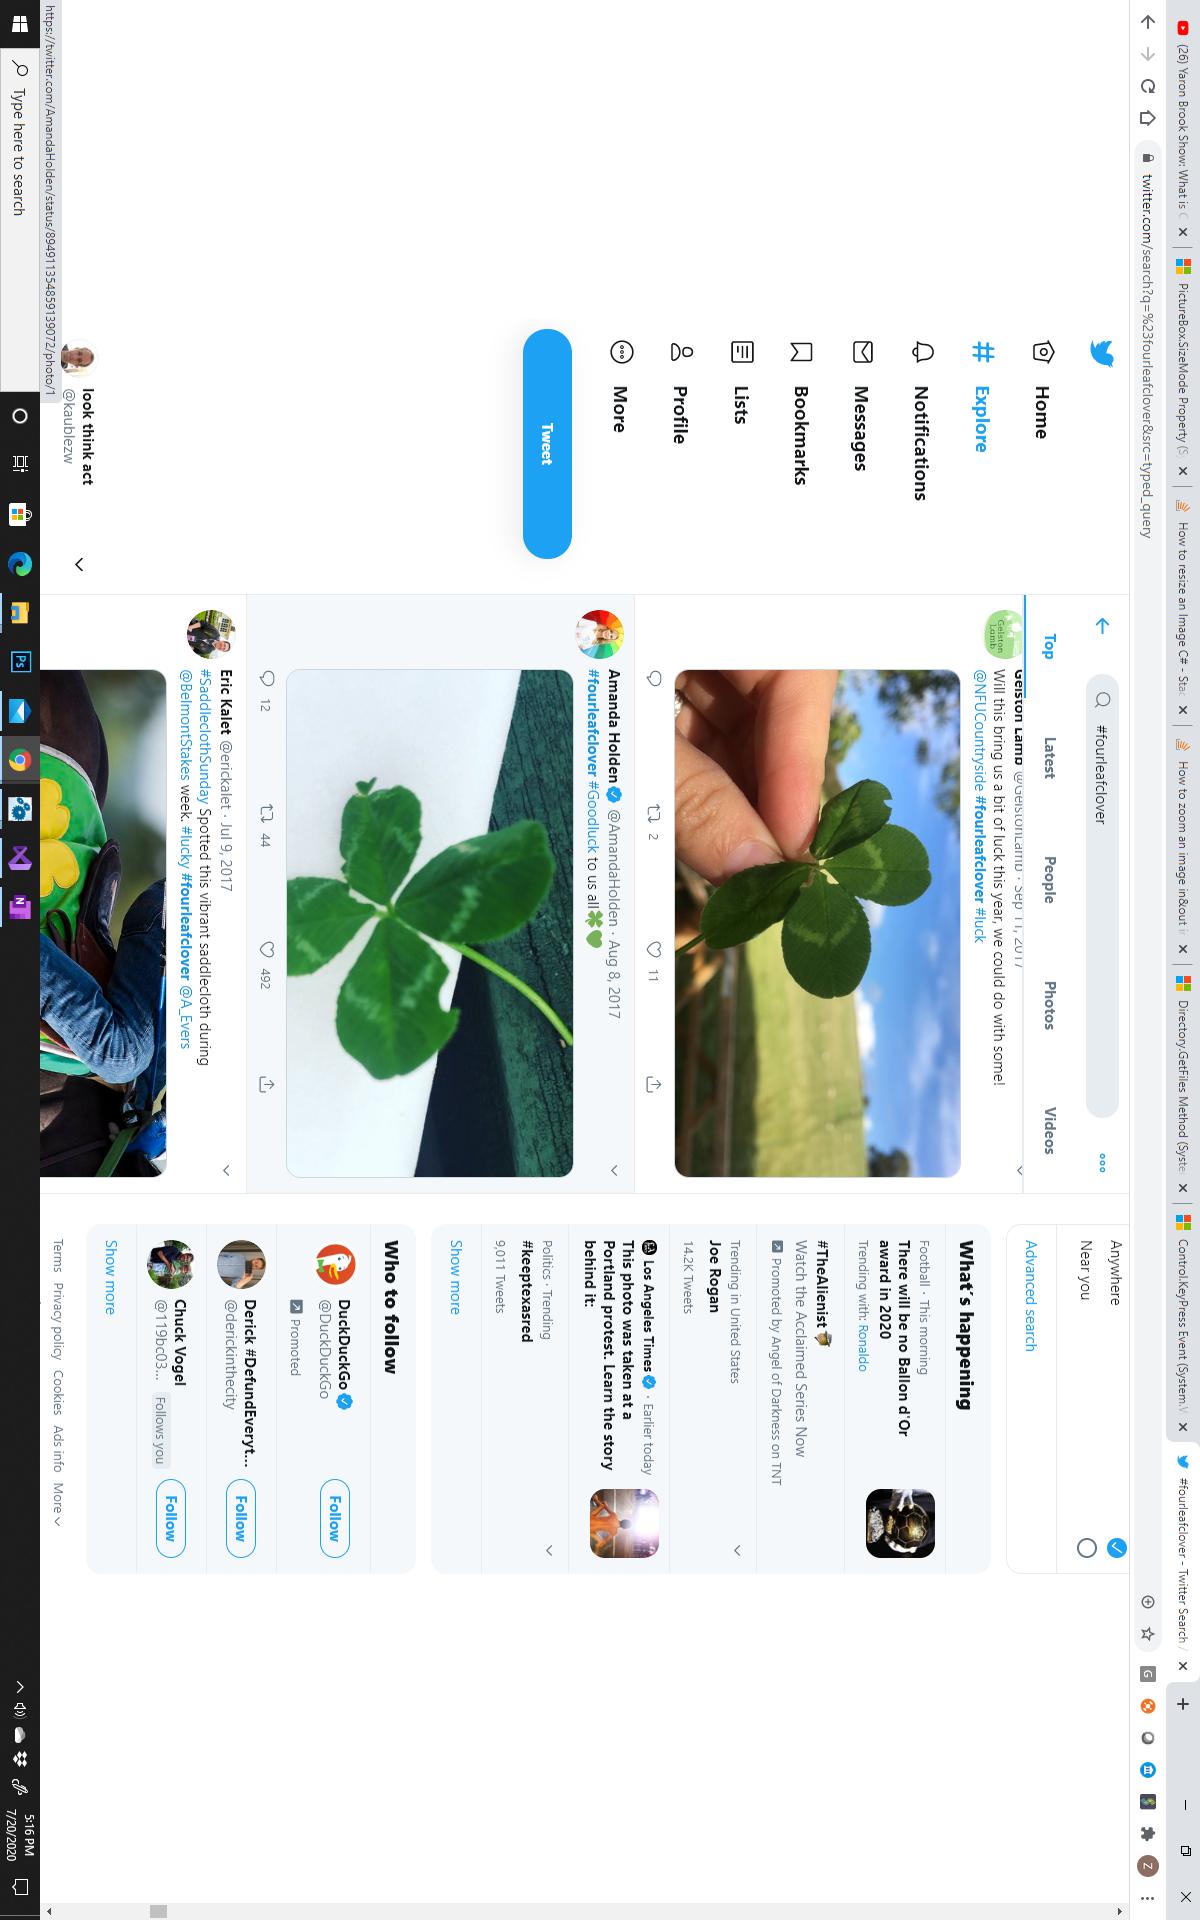 (26) Yaron Brook Show: What is C
PictureBox.SizeMode Property (S
How to resize an Image C# - Stac
How to zoom an image in&out in
Directory.GetFiles Method (Syste
Control.KeyPress Event (System.V
#fourleafclover - Twitter Search /
twitter.com/search?q=%23fourleafclover&src=typed_query
Home
Explore
Notifications
Messages
Bookmarks
Lists
Profile
More
Tweet
look think act
@kaublezw
#fourleafclover
Top
Latest
People
Photos
Videos
Gelston Lamb @GelstonLamb · Sep 11, 2017
Will this bring us a bit of luck this year, we could do with some!
@NFUCountryside #fourleafclover #luck
Gelston
Lamb
2
11
Amanda Holden @AmandaHolden · Aug 8, 2017
#fourleafclover #Goodluck to us all🍀💚
12
44
492
Eric Kalet @erickalet · Jul 9, 2017
#SaddleclothSunday Spotted this vibrant saddlecloth during
@BelmontStakes week. #lucky #fourleafclover @A_Evers
Anywhere
Near you
Advanced search
What's happening
Football · This morning
There will be no Ballon d'Or
award in 2020
Trending with: Ronaldo
#TheAlienist
Watch the Acclaimed Series Now
Promoted by Angel of Darkness on TNT
Trending in United States
Joe Rogan
14.2K Tweets
Los Angeles Times · Earlier today
This photo was taken at a
Portland protest. Learn the story
behind it:
Politics · Trending
#keeptexasred
9,011 Tweets
Show more
Who to follow
DuckDuckGo
@DuckDuckGo
Follow
Promoted
Derick #DefundEveryt...
@derickinthecity
Follow
Chuck Vogel
@119bc03... Follows you
Follow
Show more
Terms Privacy policy Cookies Ads info More
https://twitter.com/AmandaHolden/status/894911354859139072/photo/1
Type here to search
5:16 PM
7/20/2020